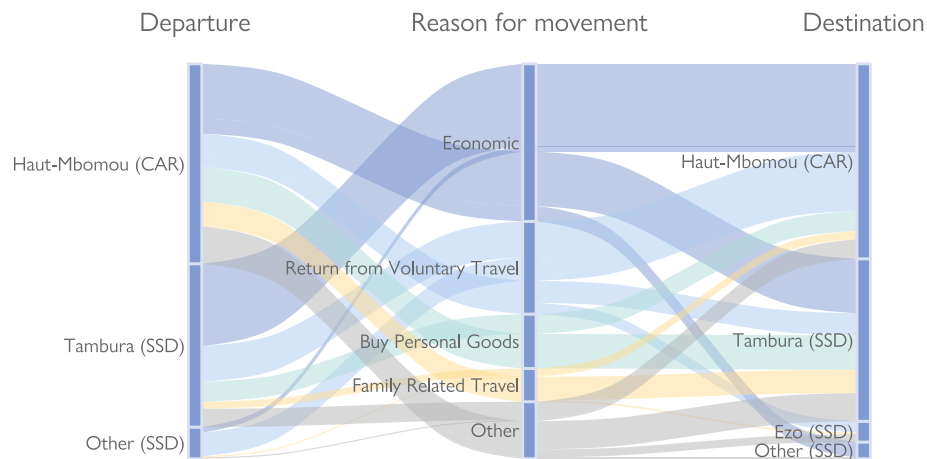 Departure
Reason for movement
Destination
Economic
Haut-Mbomou (CAR)
Haut-Mbomou (CAR)
Return from Voluntary Travel
Tambura (SSD)
Buy Personal Goods
Tambura (SSD)
Family Related Travel
Other
Ezo (SSD)
Other (SSD)
Other (SSD)